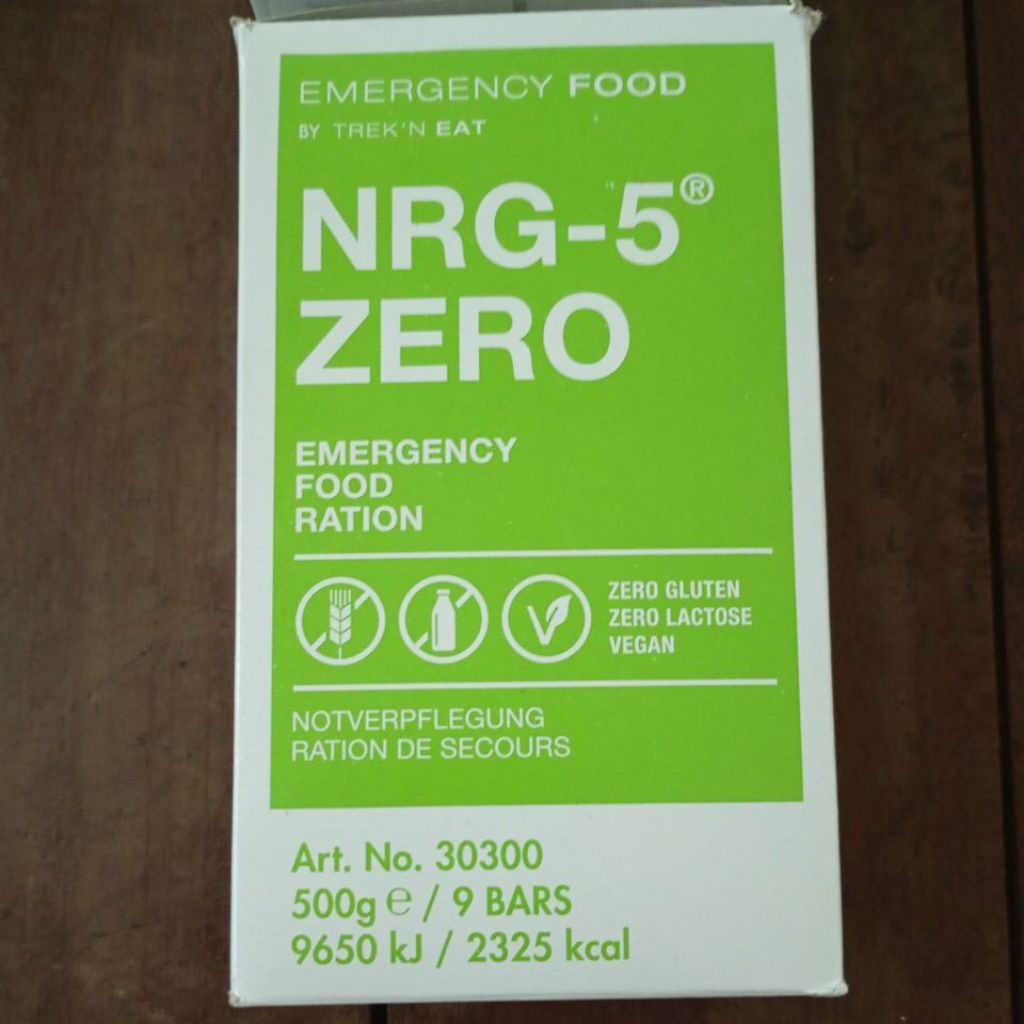 EMERGENCY FOOD
BY TREK'N EAT
NRG-5®
ZERO
EMERGENCY
FOOD
RATION
ZERO GLUTEN
ZERO LACTOSE
VEGAN
NOTVERPFLEGUNG
RATION DE SECOURS
Art. No. 30300
500g ℮ / 9 BARS
9650 kJ / 2325 kcal